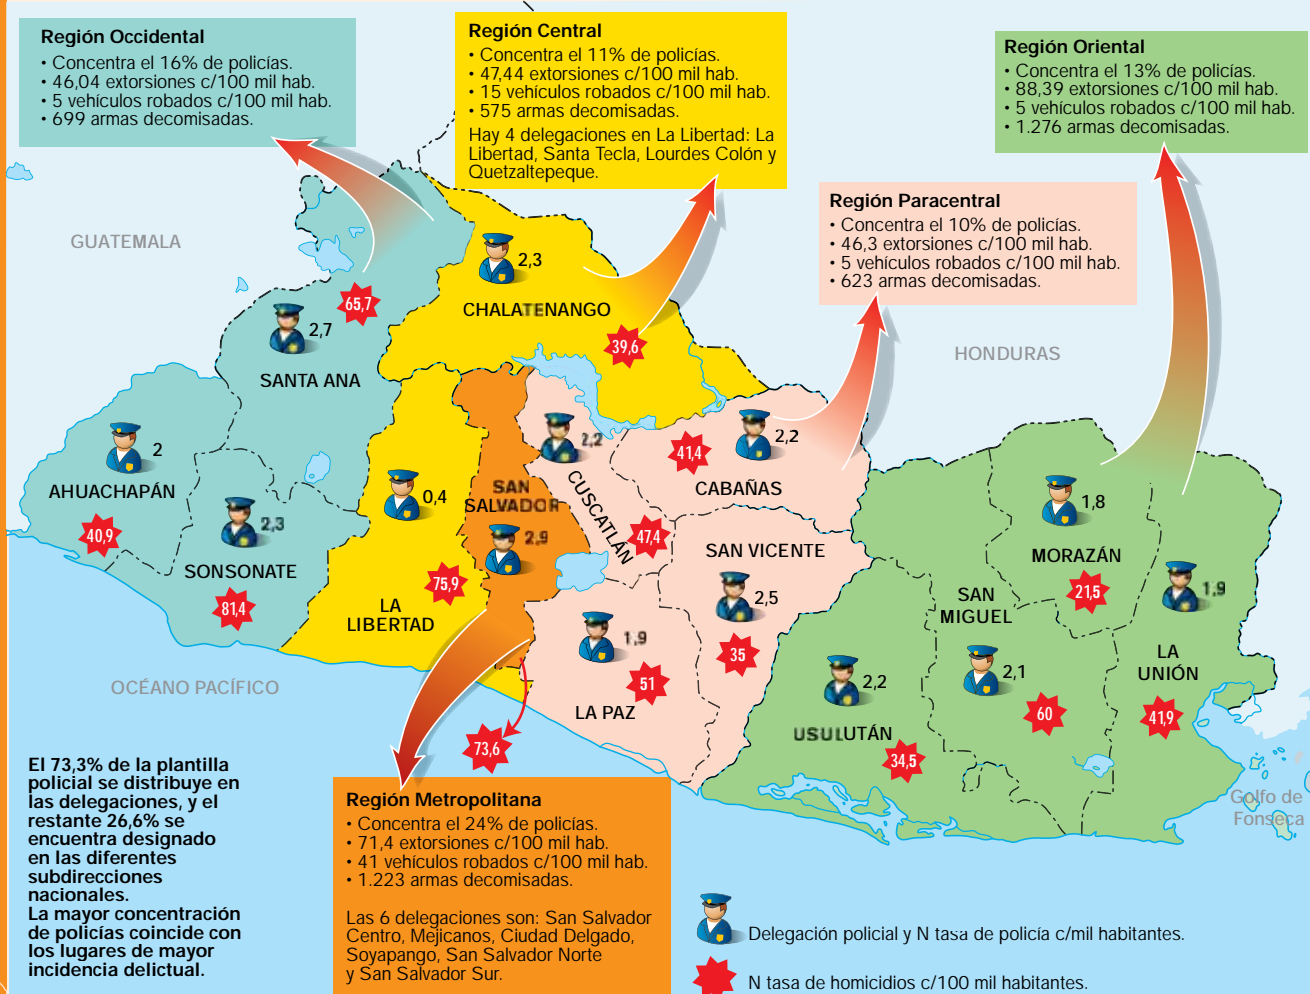 Región Occidental
• Concentra el 16% de policías.
• 46,04 extorsiones c/100 mil hab.
• 5 vehículos robados c/100 mil hab.
• 699 armas decomisadas.
Región Central
• Concentra el 11% de policías.
• 47,44 extorsiones c/100 mil hab.
• 15 vehículos robados c/100 mil hab.
• 575 armas decomisadas.
Hay 4 delegaciones en La Libertad: La
Libertad, Santa Tecla, Lourdes Colón y
Quetzaltepeque.
Región Oriental
• Concentra el 13% de policías.
• 88,39 extorsiones c/100 mil hab.
• 5 vehículos robados c/100 mil hab.
• 1.276 armas decomisadas.
Región Paracentral
• Concentra el 10% de policías.
• 46,3 extorsiones c/100 mil hab.
• 5 vehículos robados c/100 mil hab.
• 623 armas decomisadas.
GUATEMALA
HONDURAS
2,3
CHALATENANGO
39,6
65,7
2,7
SANTA ANA
2
AHUACHAPÁN
40,9
2,3
SONSONATE
81,4
0,4
75,9
LA
LIBERTAD
SAN
SALVADOR
2,9
73,6
2,2
CUSCATLÁN
47,4
41,4
2,2
CABAÑAS
SAN VICENTE
2,5
35
1,9
51
LA PAZ
2,2
USULUTÁN
34,5
SAN
MIGUEL
2,1
60
1,8
MORAZÁN
21,5
1,9
LA
UNIÓN
41,9
OCÉANO PACÍFICO
Golfo de
Fonseca
El 73,3% de la plantilla
policial se distribuye en
las delegaciones, y el
restante 26,6% se
encuentra designado
en las diferentes
subdirecciones
nacionales.
La mayor concentración
de policías coincide con
los lugares de mayor
incidencia delictual.
Región Metropolitana
• Concentra el 24% de policías.
• 71,4 extorsiones c/100 mil hab.
• 41 vehículos robados c/100 mil hab.
• 1.223 armas decomisadas.
Las 6 delegaciones son: San Salvador
Centro, Mejicanos, Ciudad Delgado,
Soyapango, San Salvador Norte
y San Salvador Sur.
Delegación policial y N tasa de policía c/mil habitantes.
N tasa de homicidios c/100 mil habitantes.